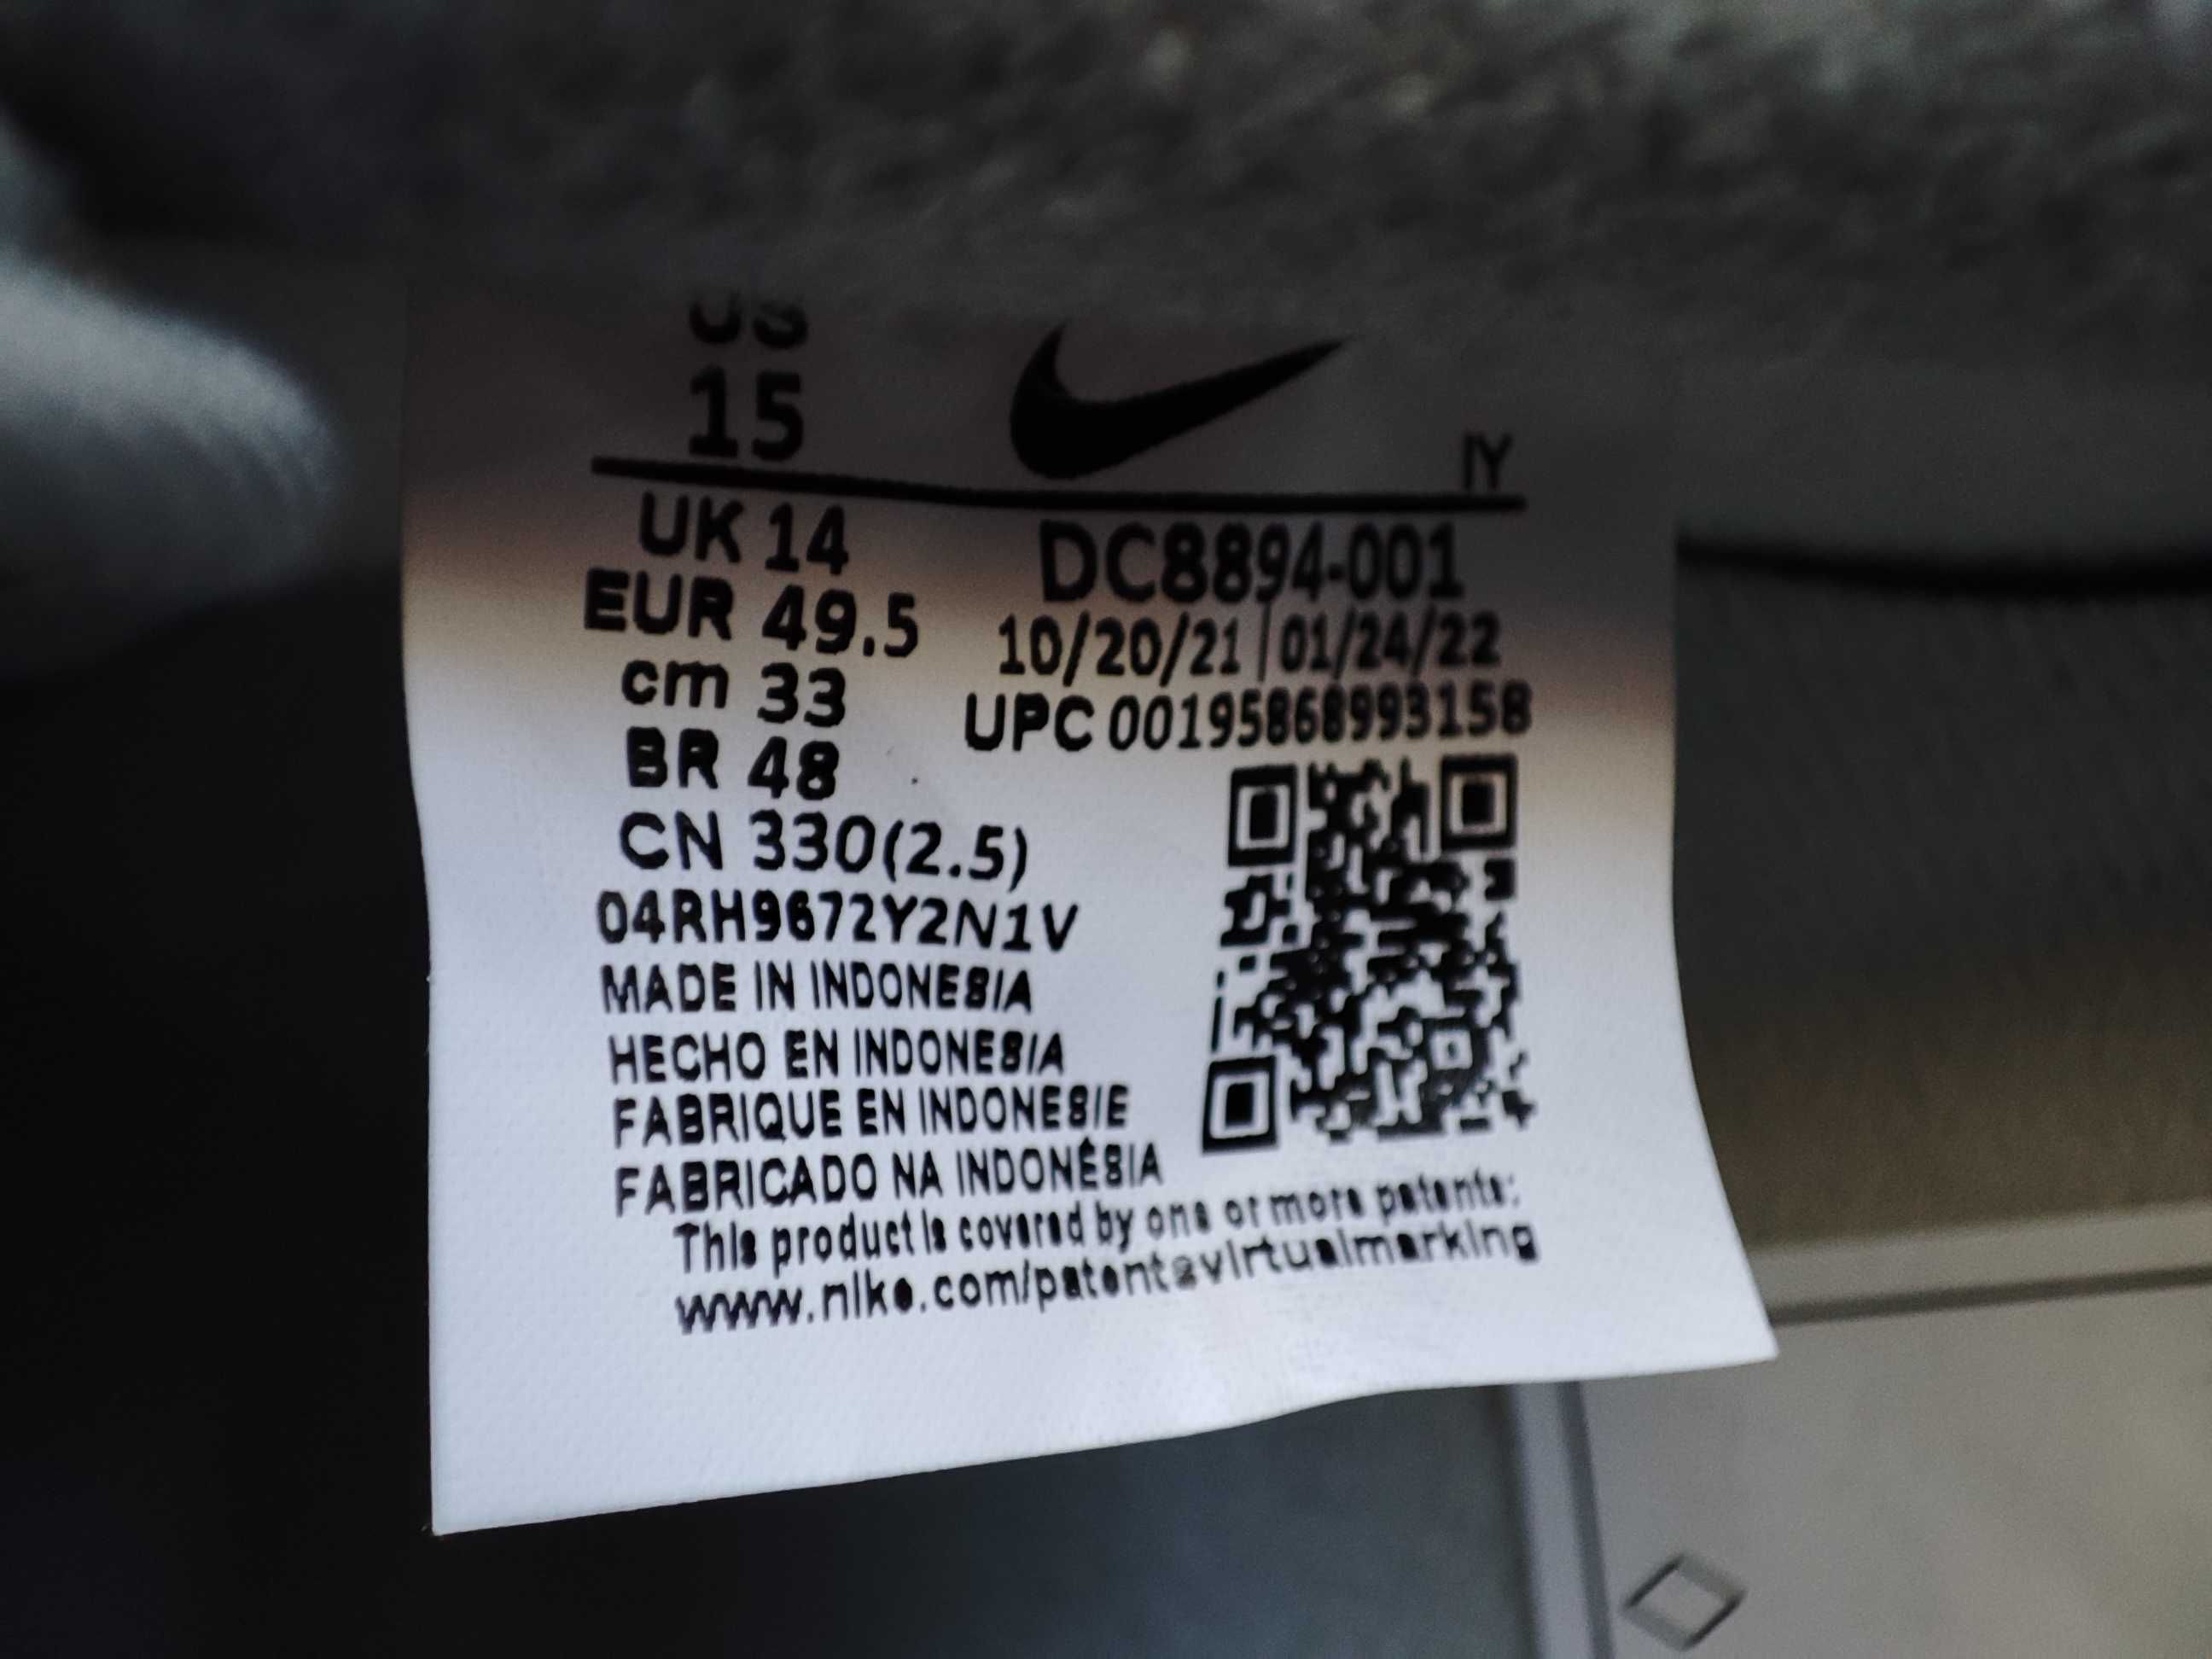 US
15
IY
UK 14
DC8894-001
EUR 49.5
10/20/21 | 01/24/22
cm 33
UPC 00195868993158
BR 48
CN 330(2.5)
04RH9672Y2N1V
MADE IN INDONESIA
HECHO EN INDONESIA
FABRIQUE EN INDONESIE
FABRICADO NA INDONÉSIA
This product is covered by one or more patents:
www.nike.com/patentsvirtualmarking